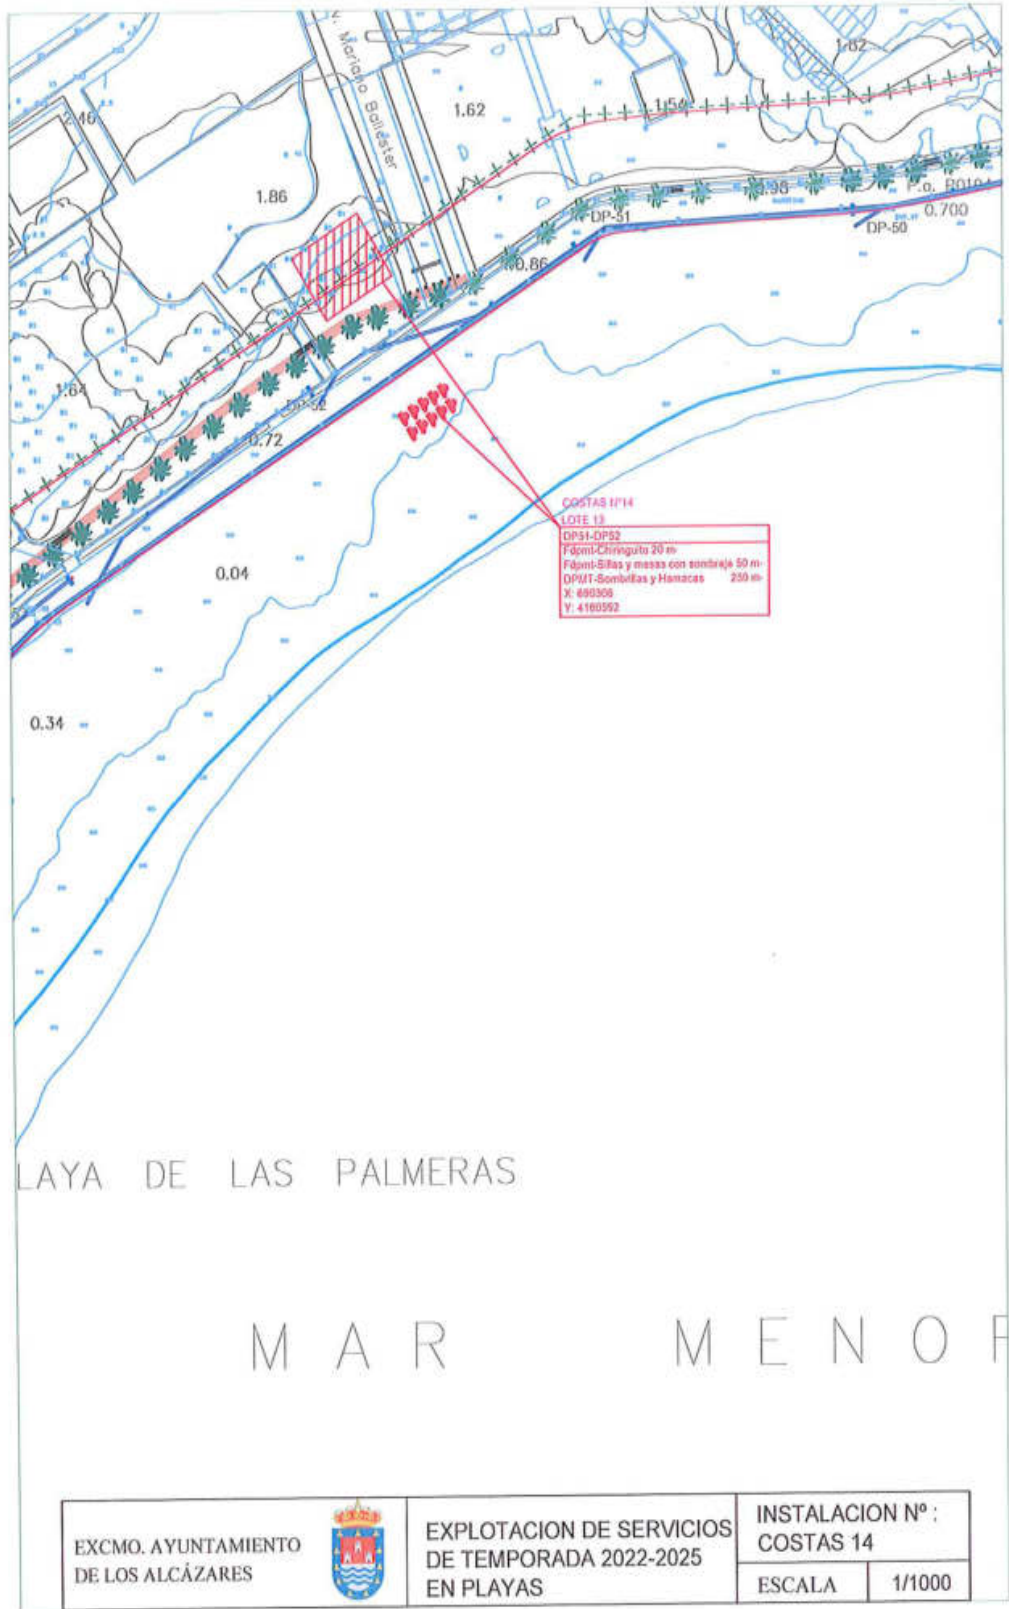 1.82
Mariano Ballester
1.62
1.54
2.46
1.86
0.98
P.o. R0104
DP-51
0.700
DP-50
0.86
1.64
DP-52
0.72
COSTAS Nº14
LOTE 13
DP51-DP52
Fdpmt-Chiringuito 20 m
Fdpmt-Sillas y mesas con sombraje 50 m
DPMT-Sombrillas y Hamacas 250 m
X: 690306
Y: 4180592
0.04
0.34
LAYA DE LAS PALMERAS
MAR MENOR
EXCMO. AYUNTAMIENTO
DE LOS ALCÁZARES
EXPLOTACION DE SERVICIOS
DE TEMPORADA 2022-2025
EN PLAYAS
INSTALACION Nº :
COSTAS 14
ESCALA 1/1000